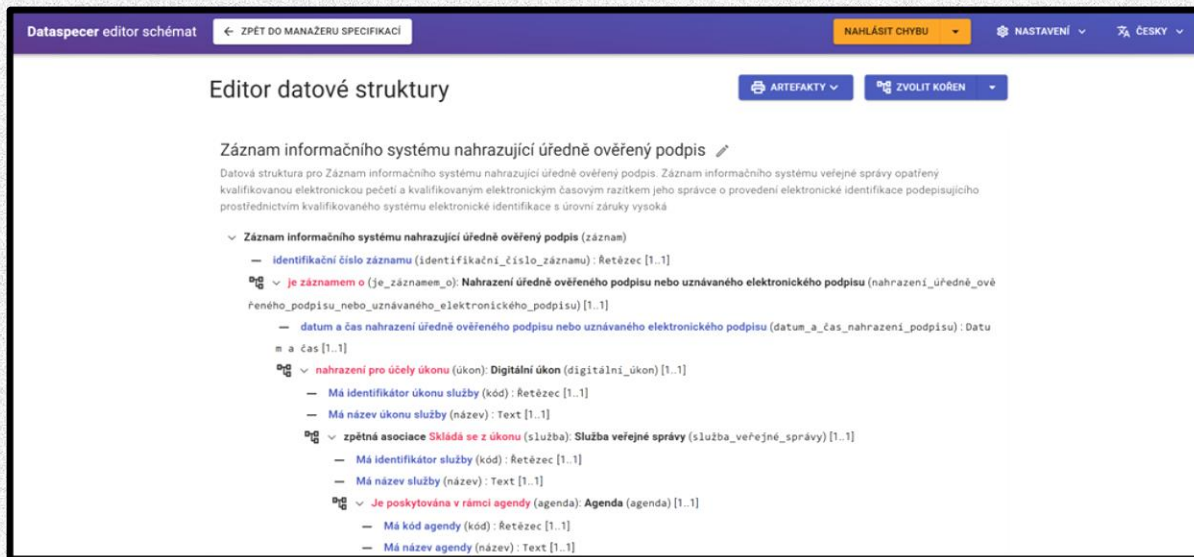 Dataspecer editor schémat
← ZPĚT DO MANAŽERU SPECIFIKACÍ
NAHLÁSIT CHYBU
NASTAVENÍ
ČESKY
Editor datové struktury
ARTEFAKTY
ZVOLIT KOŘEN
Záznam informačního systému nahrazující úředně ověřený podpis
Datová struktura pro Záznam informačního systému nahrazující úředně ověřený podpis. Záznam informačního systému veřejné správy opatřený
kvalifikovanou elektronickou pečetí a kvalifikovaným elektronickým časovým razítkem jeho správce o provedení elektronické identifikace podepisujícího
prostřednictvím kvalifikovaného systému elektronické identifikace s úrovní záruky vysoká
Záznam informačního systému nahrazující úředně ověřený podpis (záznam)
— identifikační číslo záznamu (identifikační_číslo_záznamu) : Řetězec [1..1]
je záznamem o (je_záznamem_o): Nahrazení úředně ověřeného podpisu nebo uznávaného elektronického podpisu (nahrazení_úředně_ově
řeného_podpisu_nebo_uznávaného_elektronického_podpisu) [1..1]
— datum a čas nahrazení úředně ověřeného podpisu nebo uznávaného elektronického podpisu (datum_a_čas_nahrazení_podpisu) : Datu
m a čas [1..1]
nahrazení pro účely úkonu (úkon): Digitální úkon (digitální_úkon) [1..1]
— Má identifikátor úkonu služby (kód) : Řetězec [1..1]
— Má název úkonu služby (název) : Text [1..1]
zpětná asociace Skládá se z úkonu (služba): Služba veřejné správy (služba_veřejné_správy) [1..1]
— Má identifikátor služby (kód) : Řetězec [1..1]
— Má název služby (název) : Text [1..1]
Je poskytována v rámci agendy (agenda): Agenda (agenda) [1..1]
— Má kód agendy (kód) : Řetězec [1..1]
— Má název agendy (název) : Text [1..1]